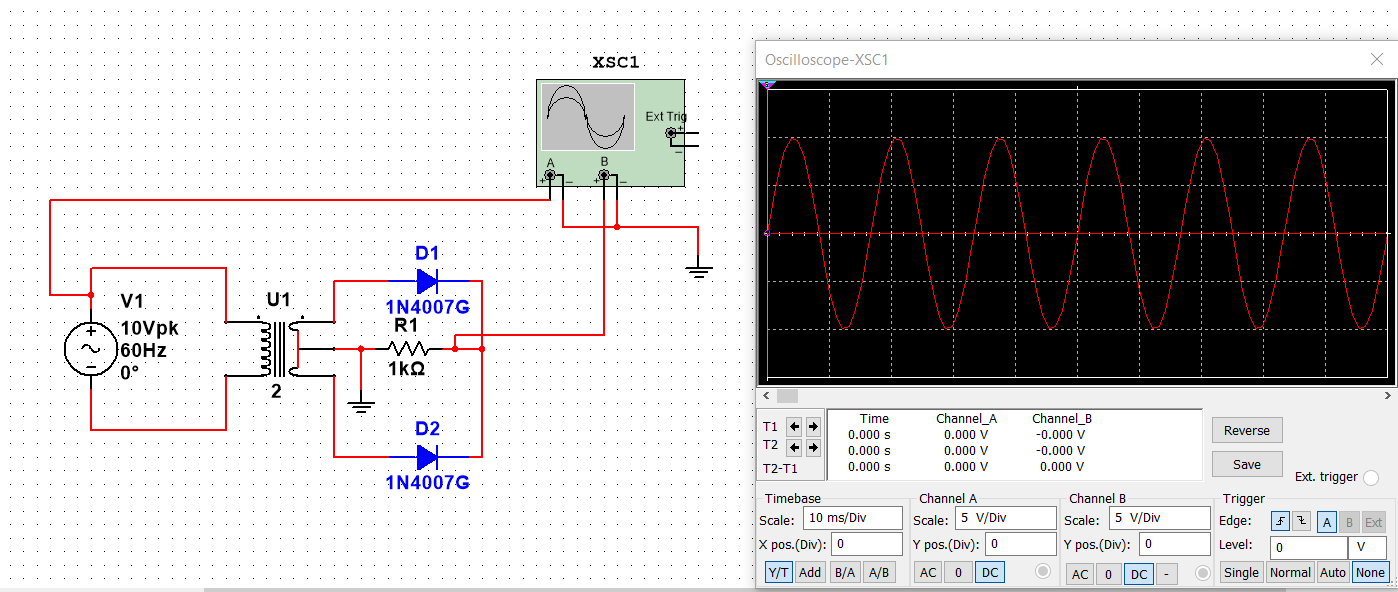 XSC1
Ext Trig
A
B
V1
10Vpk
60Hz
0°
U1
2
D1
1N4007G
R1
1kΩ
D2
1N4007G
Oscilloscope-XSC1
Time Channel_A Channel_B
T1 0.000 s 0.000 V -0.000 V
T2 0.000 s 0.000 V -0.000 V
T2-T1 0.000 s 0.000 V 0.000 V
Reverse
Save
Ext. trigger
Timebase
Scale: 10 ms/Div
X pos.(Div): 0
Y/T Add B/A A/B
Channel A
Scale: 5 V/Div
Y pos.(Div): 0
AC 0 DC
Channel B
Scale: 5 V/Div
Y pos.(Div): 0
AC 0 DC -
Trigger
Edge: A B Ext
Level: 0 V
Single Normal Auto None